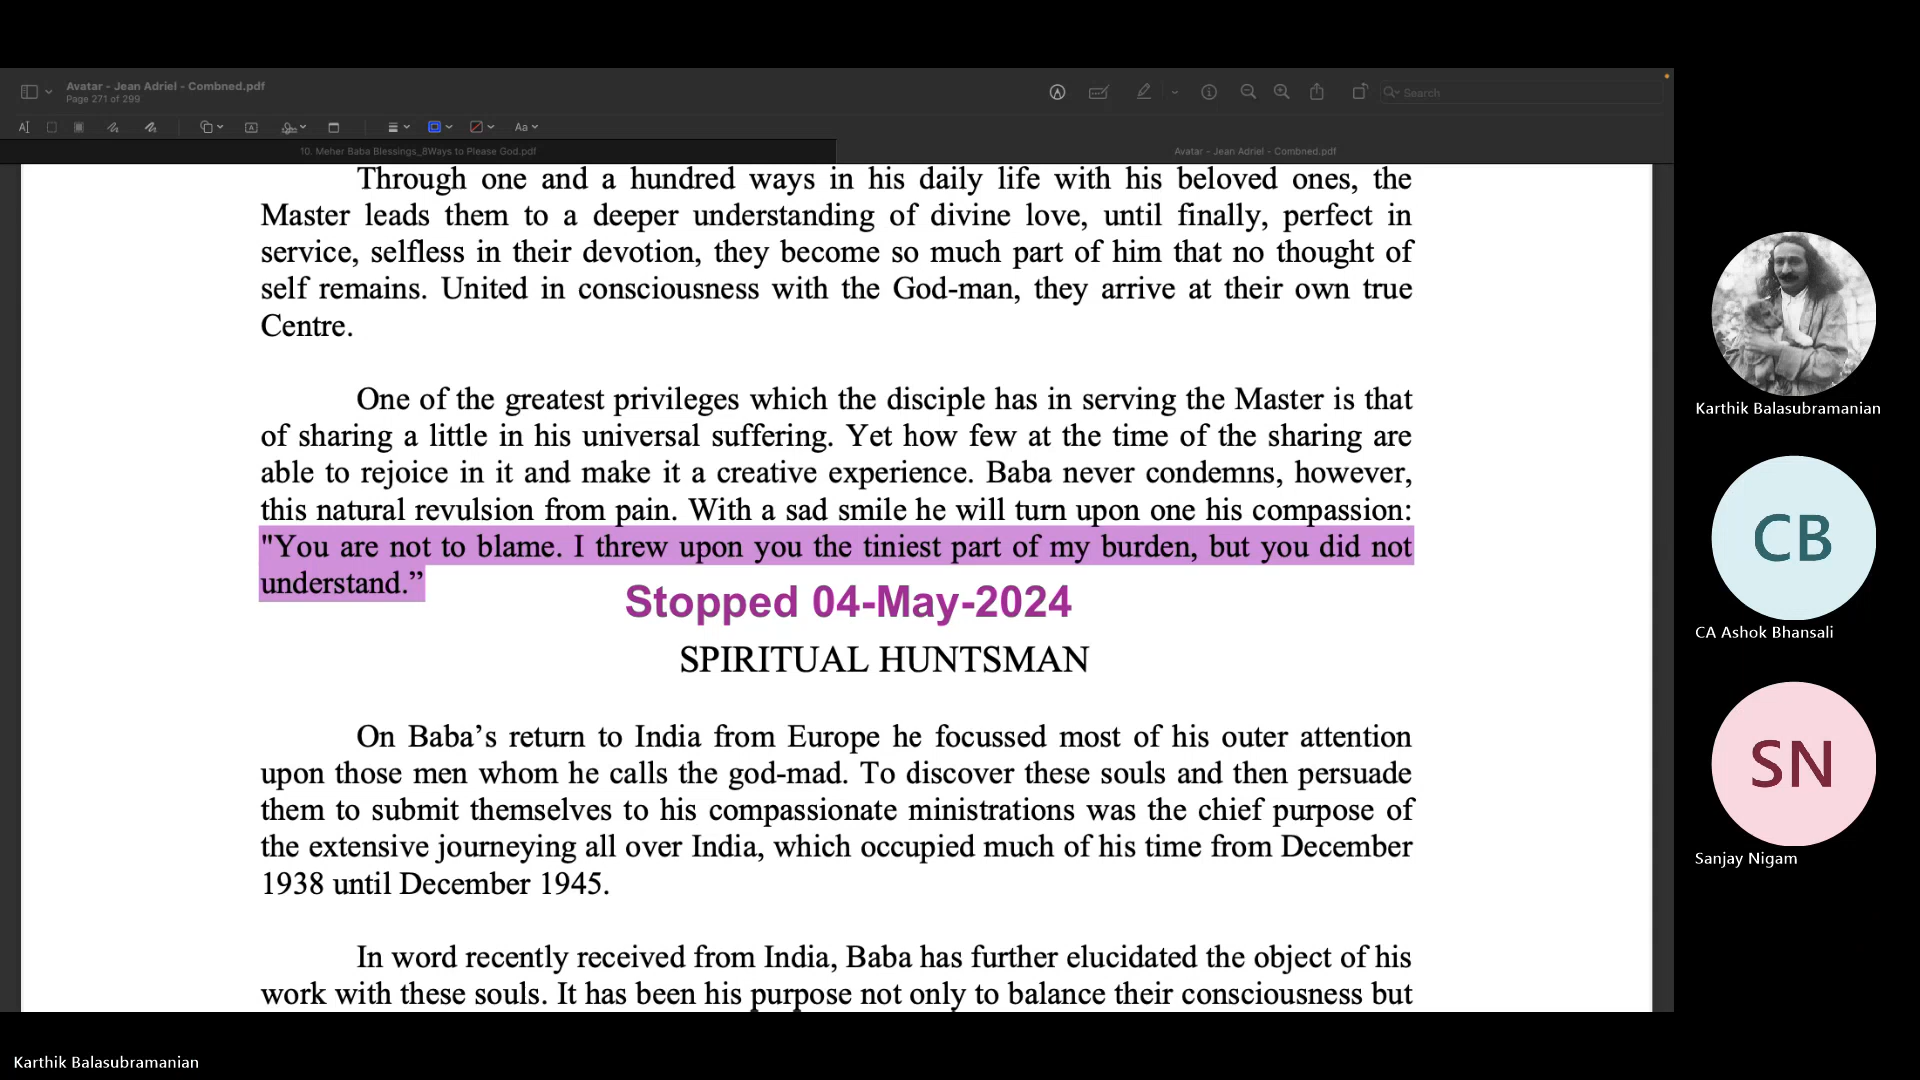 Avatar - Jean Adriel - Combned.pdf
Page 271 of 299
Search
Aa
10. Meher Baba Blessings_8Ways to Please God.pdf
Avatar - Jean Adriel - Combned.pdf
Through one and a hundred ways in his daily life with his beloved ones, the
Master leads them to a deeper understanding of divine love, until finally, perfect in
service, selfless in their devotion, they become so much part of him that no thought of
self remains. United in consciousness with the God-man, they arrive at their own true
Centre.
One of the greatest privileges which the disciple has in serving the Master is that
of sharing a little in his universal suffering. Yet how few at the time of the sharing are
able to rejoice in it and make it a creative experience. Baba never condemns, however,
this natural revulsion from pain. With a sad smile he will turn upon one his compassion:
"You are not to blame. I threw upon you the tiniest part of my burden, but you did not
understand.”
Stopped 04-May-2024
SPIRITUAL HUNTSMAN
On Baba’s return to India from Europe he focussed most of his outer attention
upon those men whom he calls the god-mad. To discover these souls and then persuade
them to submit themselves to his compassionate ministrations was the chief purpose of
the extensive journeying all over India, which occupied much of his time from December
1938 until December 1945.
In word recently received from India, Baba has further elucidated the object of his
work with these souls. It has been his purpose not only to balance their consciousness but
Karthik Balasubramanian
CB
CA Ashok Bhansali
SN
Sanjay Nigam
Karthik Balasubramanian